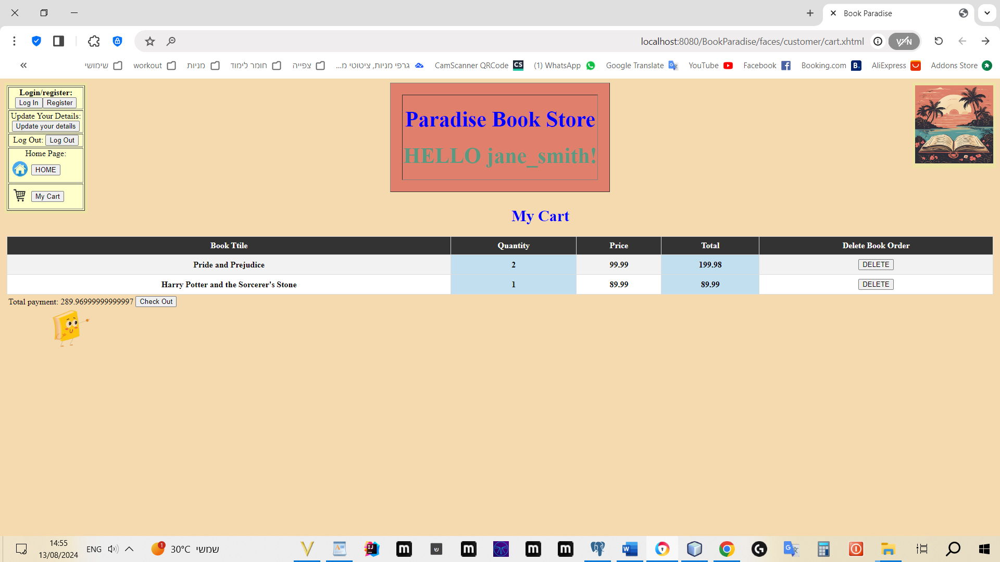 Book Paradise
localhost:8080/BookParadise/faces/customer/cart.xhtml
VPN
שימושי
workout
מניות
חומר לימוד
צפייה
גרפי מניות, ציטוטי מ...
CamScanner QRCode
CS
(1) WhatsApp
Google Translate
YouTube
Facebook
Booking.com
B.
AliExpress
Addons Store
Login/register:
Log In Register
Update Your Details:
Update your details
Log Out: Log Out
Home Page:
HOME
My Cart
Paradise Book Store
HELLO jane_smith!
My Cart
Book Ttile Quantity Price Total Delete Book Order
Pride and Prejudice 2 99.99 199.98 DELETE
Harry Potter and the Sorcerer's Stone 1 89.99 89.99 DELETE
Total payment: 289.96999999999997 Check Out
14:55
13/08/2024
ENG
1
30°C שמשי